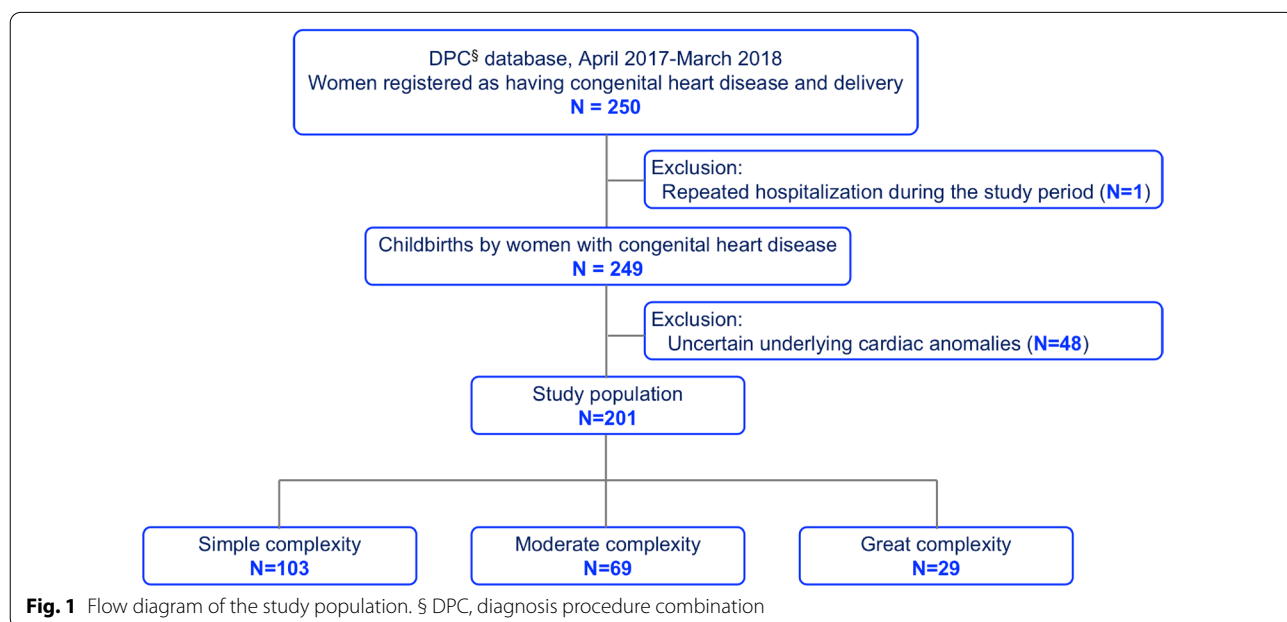 DPC§ database, April 2017-March 2018
Women registered as having congenital heart disease and delivery
N = 250
Exclusion:
Repeated hospitalization during the study period (N=1)
Childbirths by women with congenital heart disease
N = 249
Exclusion:
Uncertain underlying cardiac anomalies (N=48)
Study population
N=201
Simple complexity
N=103
Moderate complexity
N=69
Great complexity
N=29
Fig. 1 Flow diagram of the study population. § DPC, diagnosis procedure combination